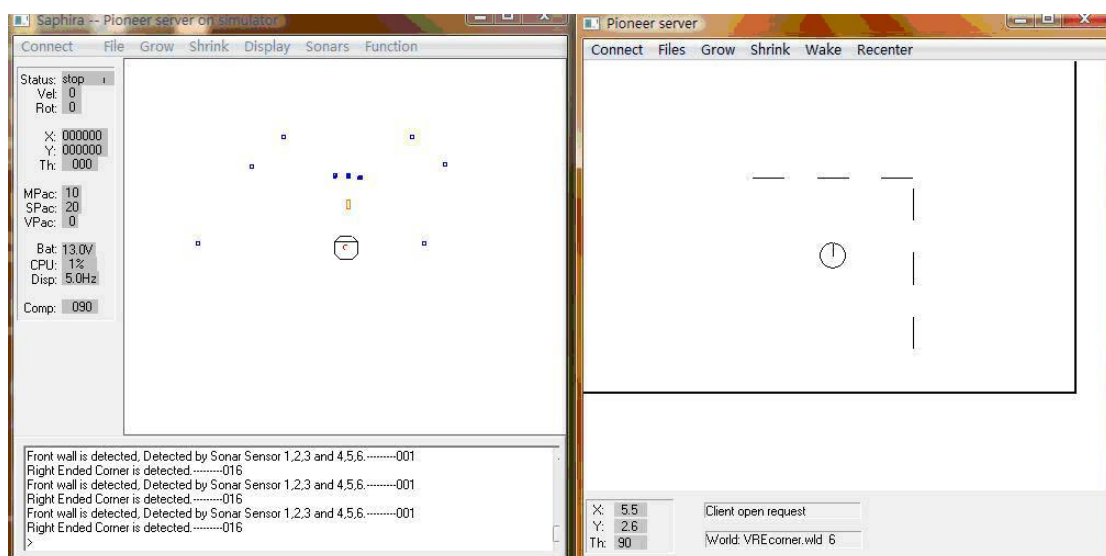 Saphira -- Pioneer server on simulator
Connect File Grow Shrink Display Sonars Function
Status: stop
Vel: 0
Rot: 0
X: 000000
Y: 000000
Th: 000
MPac: 10
SPac: 20
VPac: 0
Bat: 13.0V
CPU: 1%
Disp: 5.0Hz
Comp: 090
Front wall is detected, Detected by Sonar Sensor 1,2,3 and 4,5,6.--------001
Right Ended Corner is detected.---------016
Front wall is detected, Detected by Sonar Sensor 1,2,3 and 4,5,6.--------001
Right Ended Corner is detected.---------016
Front wall is detected, Detected by Sonar Sensor 1,2,3 and 4,5,6.--------001
Right Ended Corner is detected.---------016
>
Pioneer server
Connect Files Grow Shrink Wake Recenter
X: 5.5
Y: 2.6
Th: 90
Client open request
World: VREcorner.wld 6